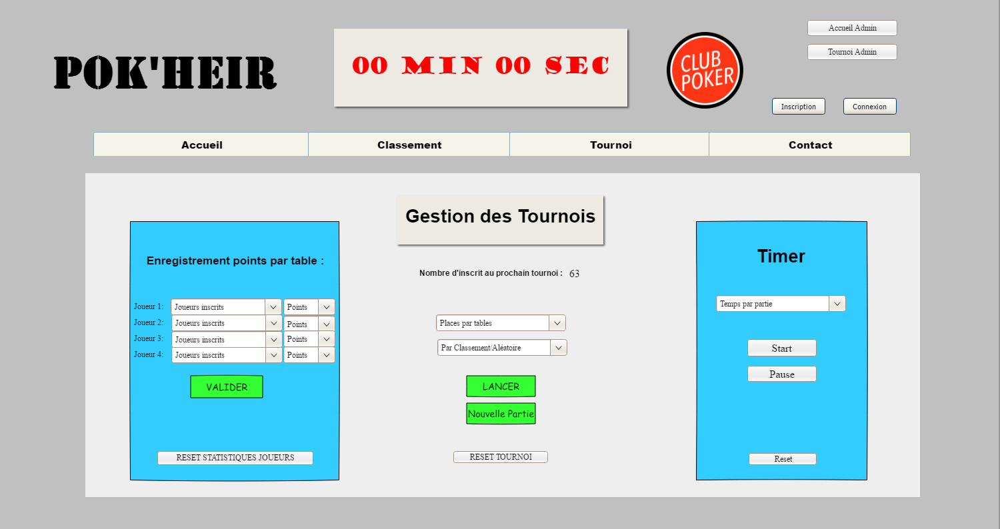 Accueil Admin
Tournoi Admin
POK'HEIR
00 MIN 00 SEC
CLUB
POKER
Inscription Connexion
Accueil Classement Tournoi Contact
Gestion des Tournois
Enregistrement points par table :
Joueur 1: Joueurs inscrits Points
Joueur 2: Joueurs inscrits Points
Joueur 3: Joueurs inscrits Points
Joueur 4: Joueurs inscrits Points
VALIDER
RESET STATISTIQUES JOUEURS
Nombre d'inscrit au prochain tournoi : 63
Places par tables
Par Classement/Aléatoire
LANCER
Nouvelle Partie
RESET TOURNOI
Timer
Temps par partie
Start
Pause
Reset